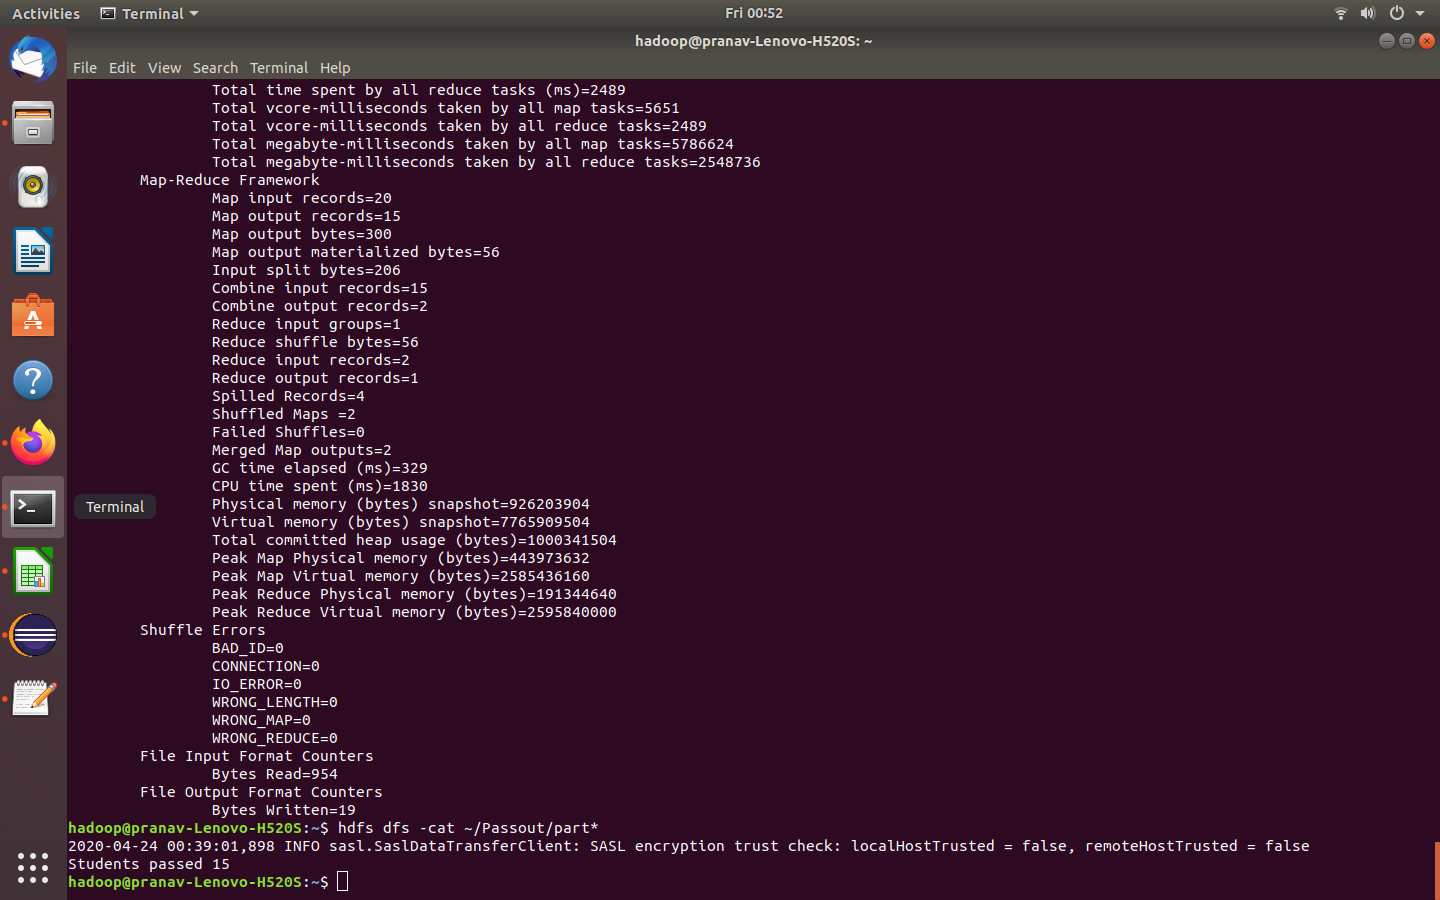 Activities Terminal Fri 00:52
hadoop@pranav-Lenovo-H520S: ~
File Edit View Search Terminal Help
Total time spent by all reduce tasks (ms)=2489
Total vcore-milliseconds taken by all map tasks=5651
Total vcore-milliseconds taken by all reduce tasks=2489
Total megabyte-milliseconds taken by all map tasks=5786624
Total megabyte-milliseconds taken by all reduce tasks=2548736
Map-Reduce Framework
Map input records=20
Map output records=15
Map output bytes=300
Map output materialized bytes=56
Input split bytes=206
Combine input records=15
Combine output records=2
Reduce input groups=1
Reduce shuffle bytes=56
Reduce input records=2
Reduce output records=1
Spilled Records=4
Shuffled Maps =2
Failed Shuffles=0
Merged Map outputs=2
GC time elapsed (ms)=329
CPU time spent (ms)=1830
Terminal
Physical memory (bytes) snapshot=926203904
Virtual memory (bytes) snapshot=7765909504
Total committed heap usage (bytes)=1000341504
Peak Map Physical memory (bytes)=443973632
Peak Map Virtual memory (bytes)=2585436160
Peak Reduce Physical memory (bytes)=191344640
Peak Reduce Virtual memory (bytes)=2595840000
Shuffle Errors
BAD_ID=0
CONNECTION=0
IO_ERROR=0
WRONG_LENGTH=0
WRONG_MAP=0
WRONG_REDUCE=0
File Input Format Counters
Bytes Read=954
File Output Format Counters
Bytes Written=19
hadoop@pranav-Lenovo-H520S:~$ hdfs dfs -cat ~/Passout/part*
2020-04-24 00:39:01,898 INFO sasl.SaslDataTransferClient: SASL encryption trust check: localHostTrusted = false, remoteHostTrusted = false
Students passed 15
hadoop@pranav-Lenovo-H520S:~$